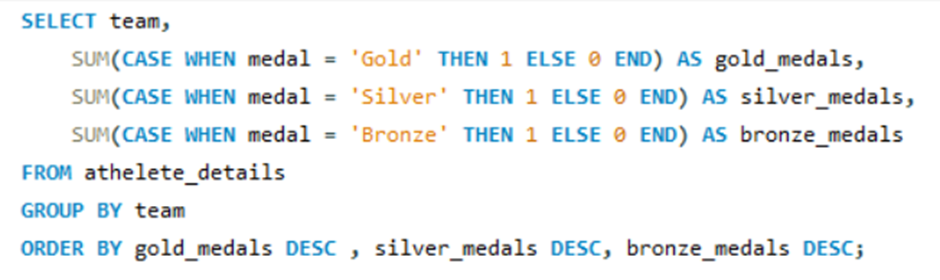 SELECT team,
SUM(CASE WHEN medal = 'Gold' THEN 1 ELSE 0 END) AS gold_medals,
SUM(CASE WHEN medal = 'Silver' THEN 1 ELSE 0 END) AS silver_medals,
SUM(CASE WHEN medal = 'Bronze' THEN 1 ELSE 0 END) AS bronze_medals
FROM athelete_details
GROUP BY team
ORDER BY gold_medals DESC , silver_medals DESC, bronze_medals DESC;